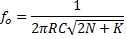 fₒ = 1 / 2πRC√(2N + K)